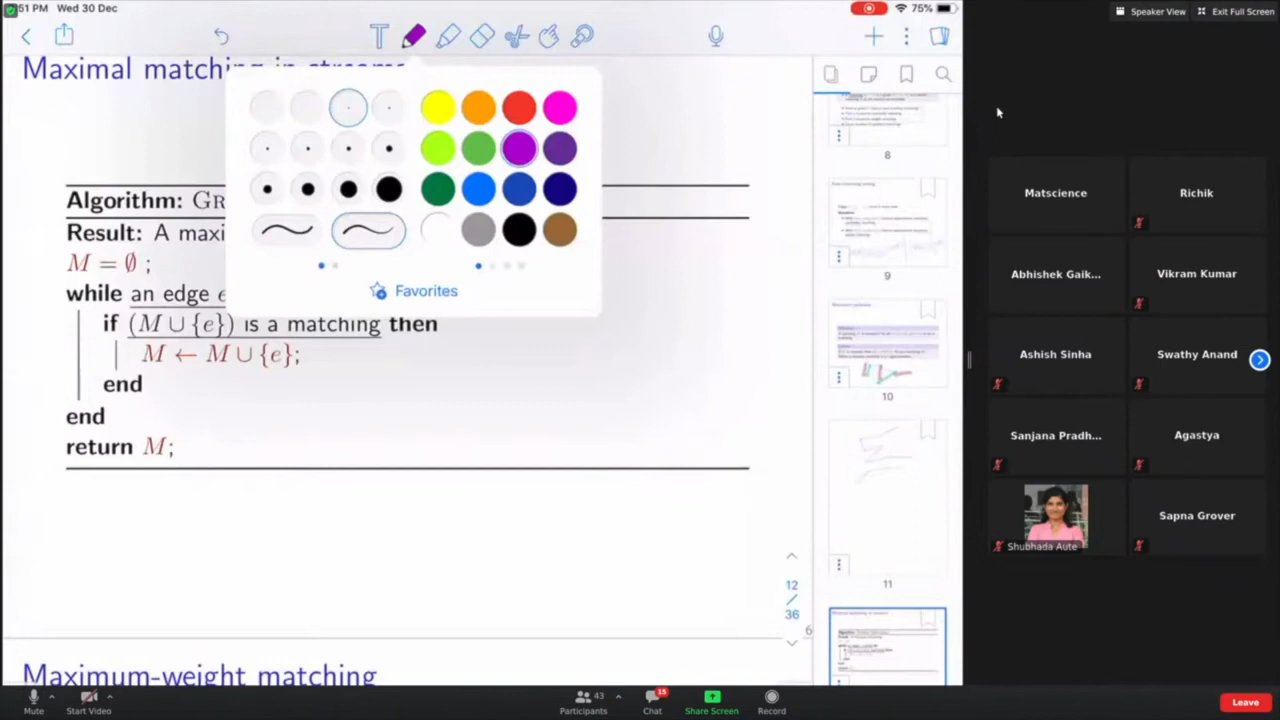 51 PM Wed 30 Dec
75%
Speaker View
Exit Full Screen
T
Maximal matching in streams
8
Algorithm: GR
Result: A maxi
M = ∅ ;
while an edge e
if (M ∪ {e}) is a matching then
M ← M ∪ {e};
end
end
return M;
Favorites
9
10
11
12
36
6
Maximum-weight matching
Matscience
Richik
Abhishek Gaik...
Vikram Kumar
Ashish Sinha
Swathy Anand
Sanjana Pradh...
Agastya
Shubhada Aute
Sapna Grover
Mute
Start Video
Participants
43
Chat
15
Share Screen
Record
Leave